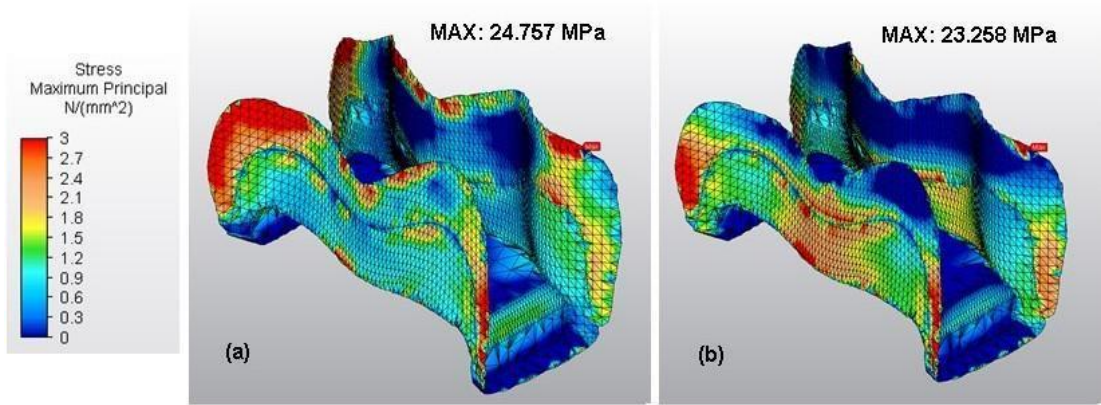 Stress
Maximum Principal
N/(mm^2)
3
2.7
2.4
2.1
1.8
1.5
1.2
0.9
0.6
0.3
0
MAX: 24.757 MPa
(a)
MAX: 23.258 MPa
(b)